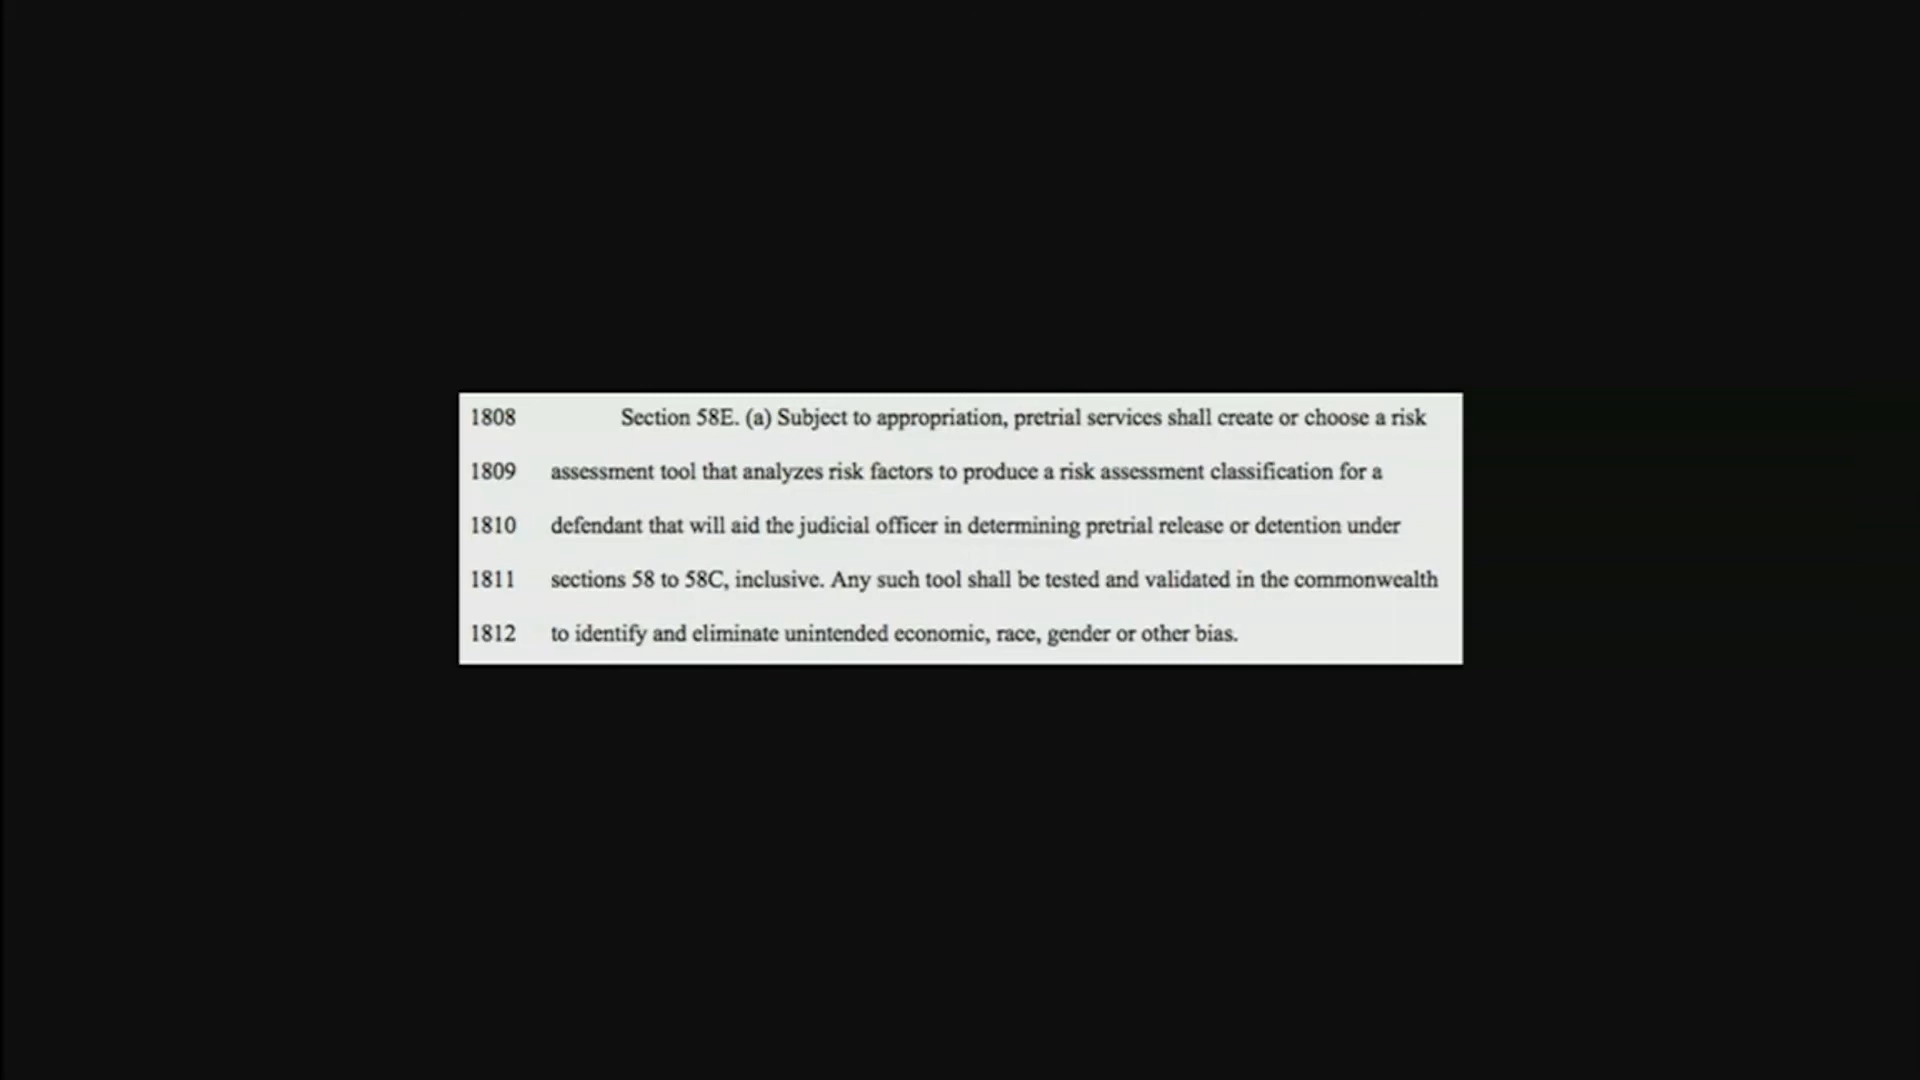 1808 Section 58E. (a) Subject to appropriation, pretrial services shall create or choose a risk
1809 assessment tool that analyzes risk factors to produce a risk assessment classification for a
1810 defendant that will aid the judicial officer in determining pretrial release or detention under
1811 sections 58 to 58C, inclusive. Any such tool shall be tested and validated in the commonwealth
1812 to identify and eliminate unintended economic, race, gender or other bias.